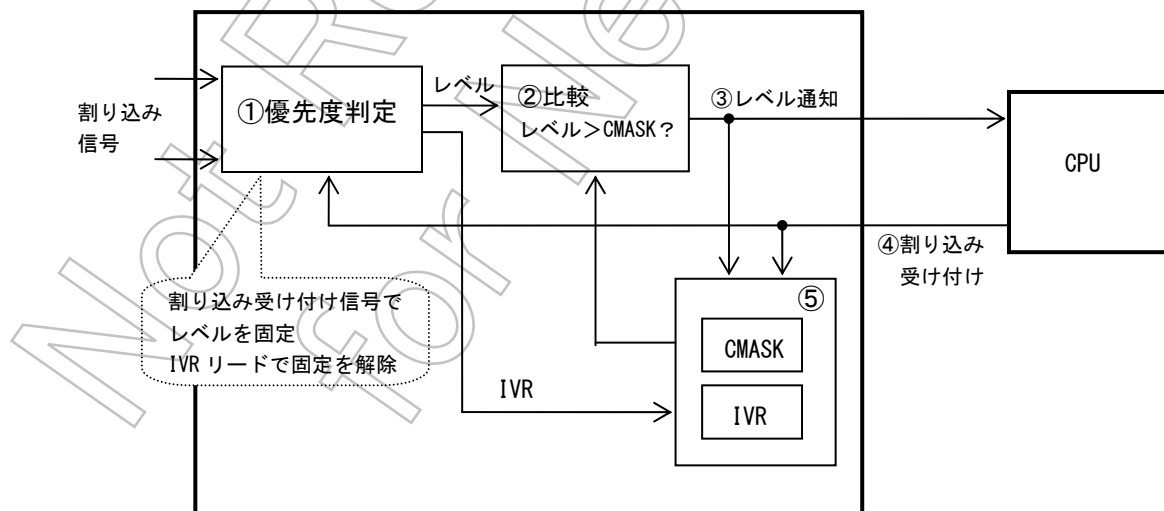 割り込み
信号
①優先度判定
レベル
②比較
レベル＞CMASK？
③レベル通知
CPU
④割り込み
受け付け
割り込み受け付け信号で
レベルを固定
IVR リードで固定を解除
IVR
⑤
CMASK
IVR